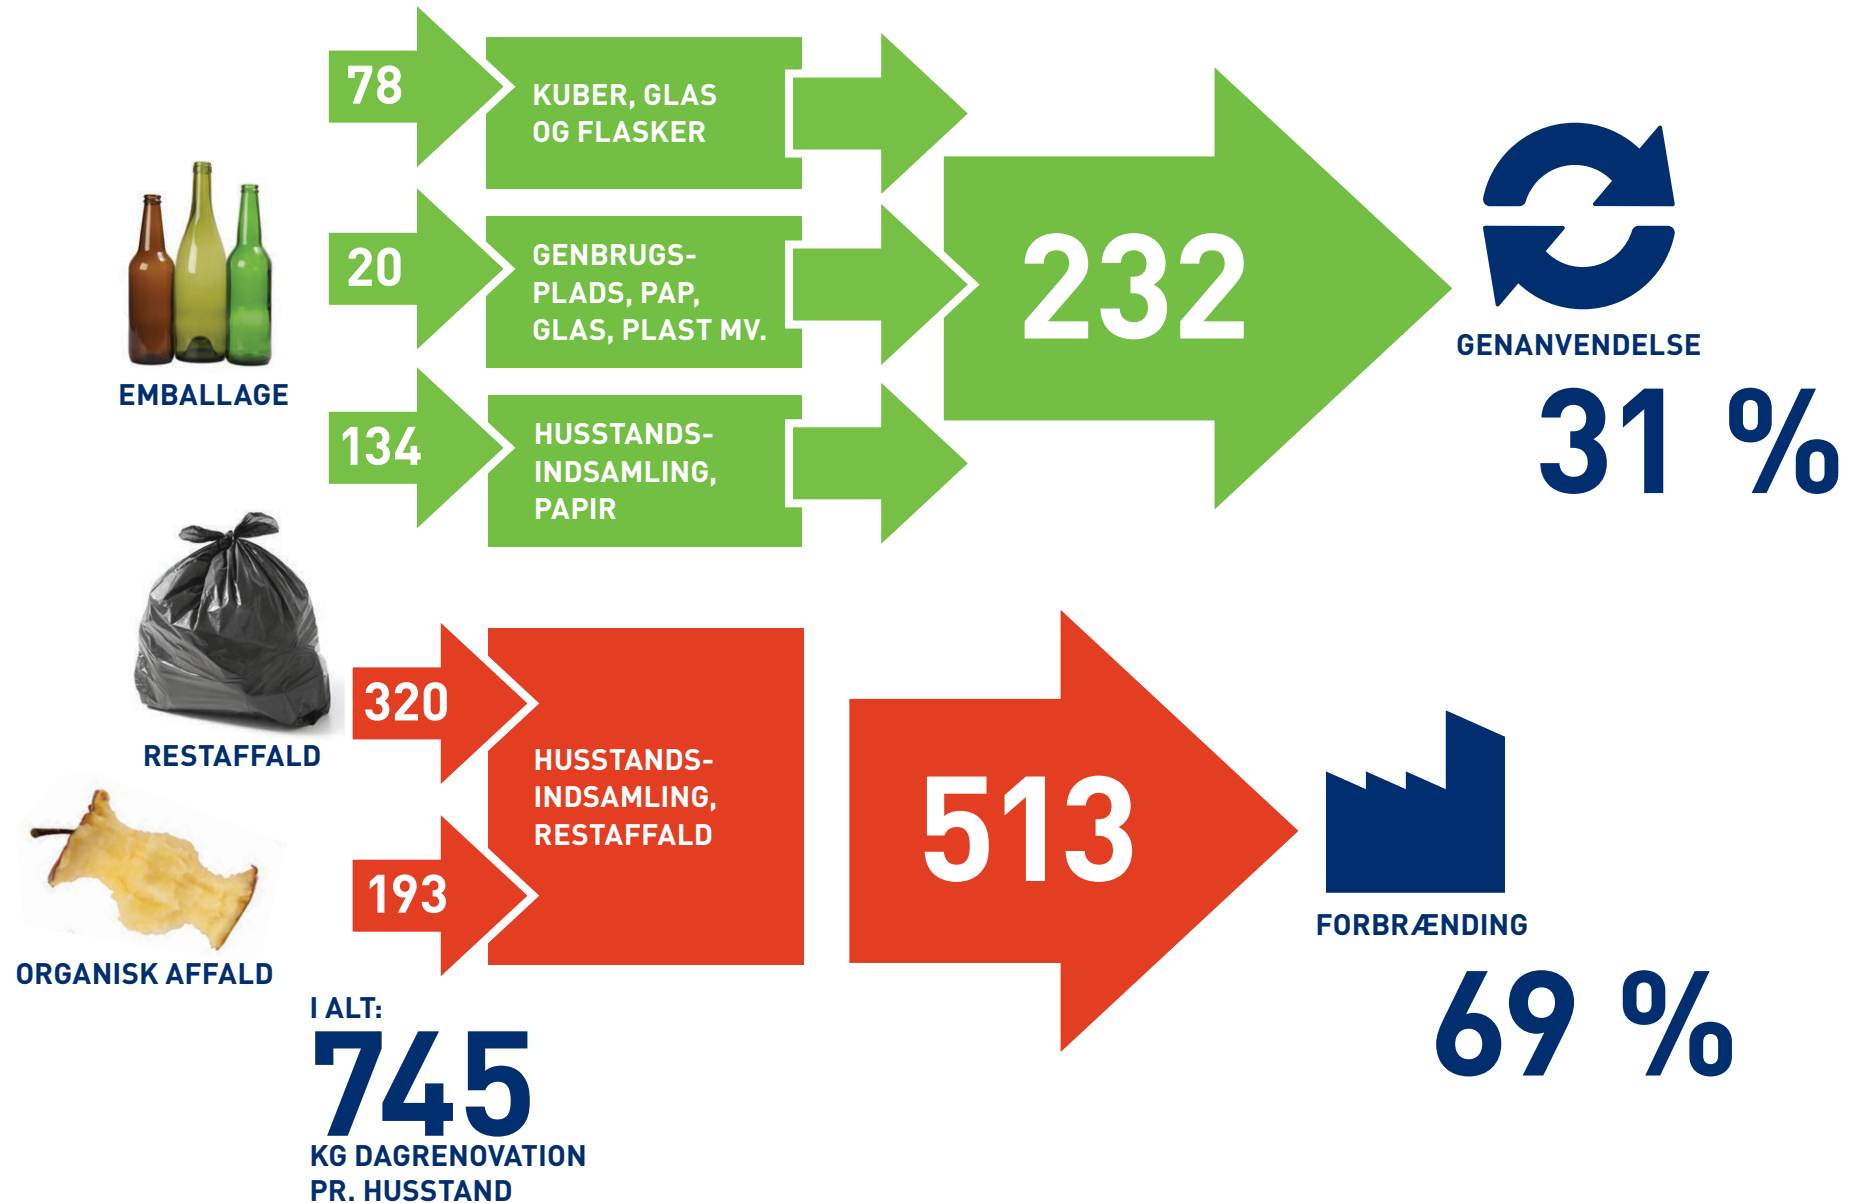 78
KUBER, GLAS
OG FLASKER
20
GENBRUGS-
PLADS, PAP,
GLAS, PLAST MV.
EMBALLAGE
134
HUSSTANDS-
INDSAMLING,
PAPIR
232
GENANVENDELSE
31 %
RESTAFFALD
320
193
HUSSTANDS-
INDSAMLING,
RESTAFFALD
513
FORBRÆNDING
69 %
ORGANISK AFFALD
I ALT:
745
KG DAGRENOVATION
PR. HUSSTAND